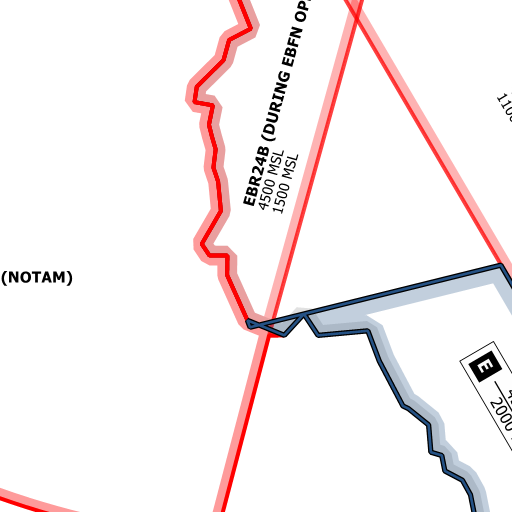 EBR24B (DURING EBFN OP
4500 MSL
1500 MSL
(NOTAM)
E
2000